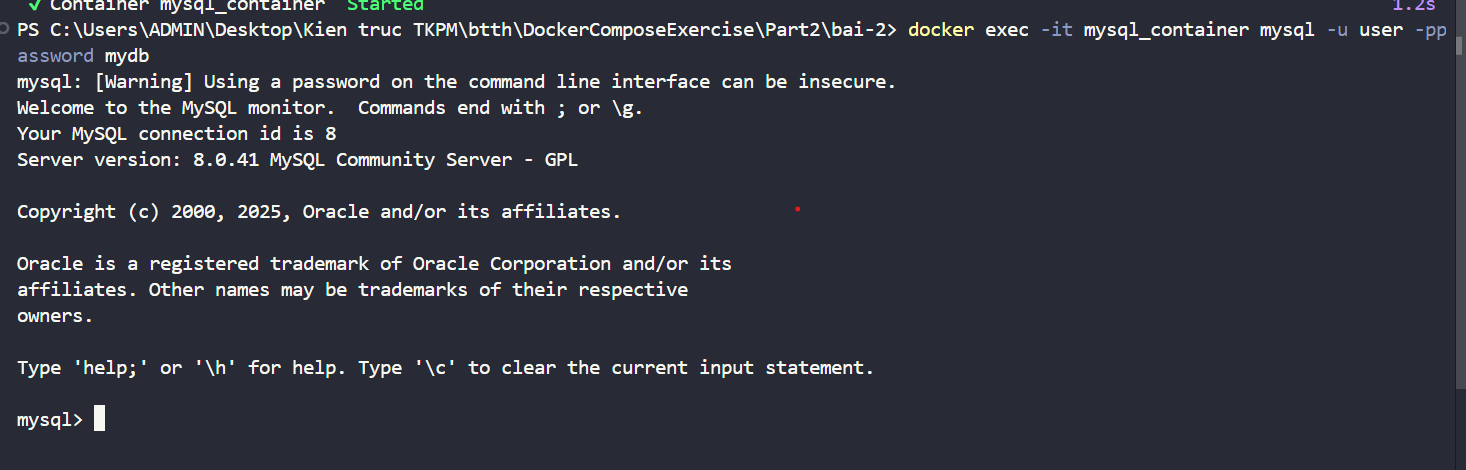 ✓ Container mysql_container  Started 1.2s
PS C:\Users\ADMIN\Desktop\Kien truc TKPM\btth\DockerComposeExercise\Part2\bai-2> docker exec -it mysql_container mysql -u user -pp
assword mydb
mysql: [Warning] Using a password on the command line interface can be insecure.
Welcome to the MySQL monitor.  Commands end with ; or \g.
Your MySQL connection id is 8
Server version: 8.0.41 MySQL Community Server - GPL
Copyright (c) 2000, 2025, Oracle and/or its affiliates.
Oracle is a registered trademark of Oracle Corporation and/or its
affiliates. Other names may be trademarks of their respective
owners.
Type 'help;' or '\h' for help. Type '\c' to clear the current input statement.
mysql>